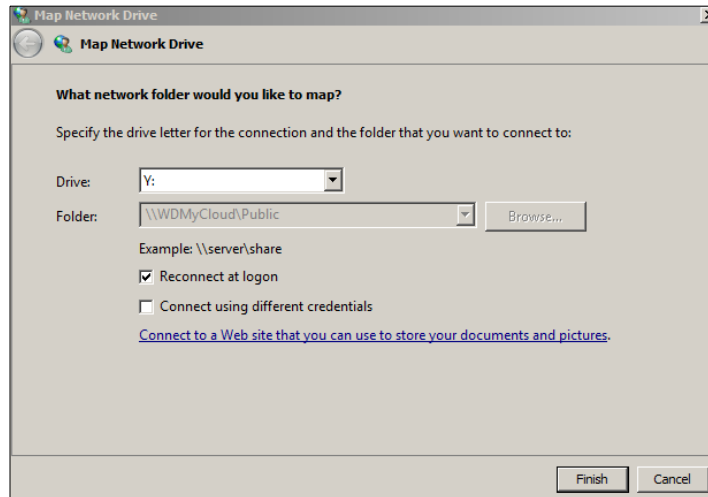 Map Network Drive
Map Network Drive
What network folder would you like to map?
Specify the drive letter for the connection and the folder that you want to connect to:
Drive: Y:
Folder: \\WDMyCloud\Public Browse...
Example: \\server\share
Reconnect at logon
Connect using different credentials
Connect to a Web site that you can use to store your documents and pictures.
Finish Cancel